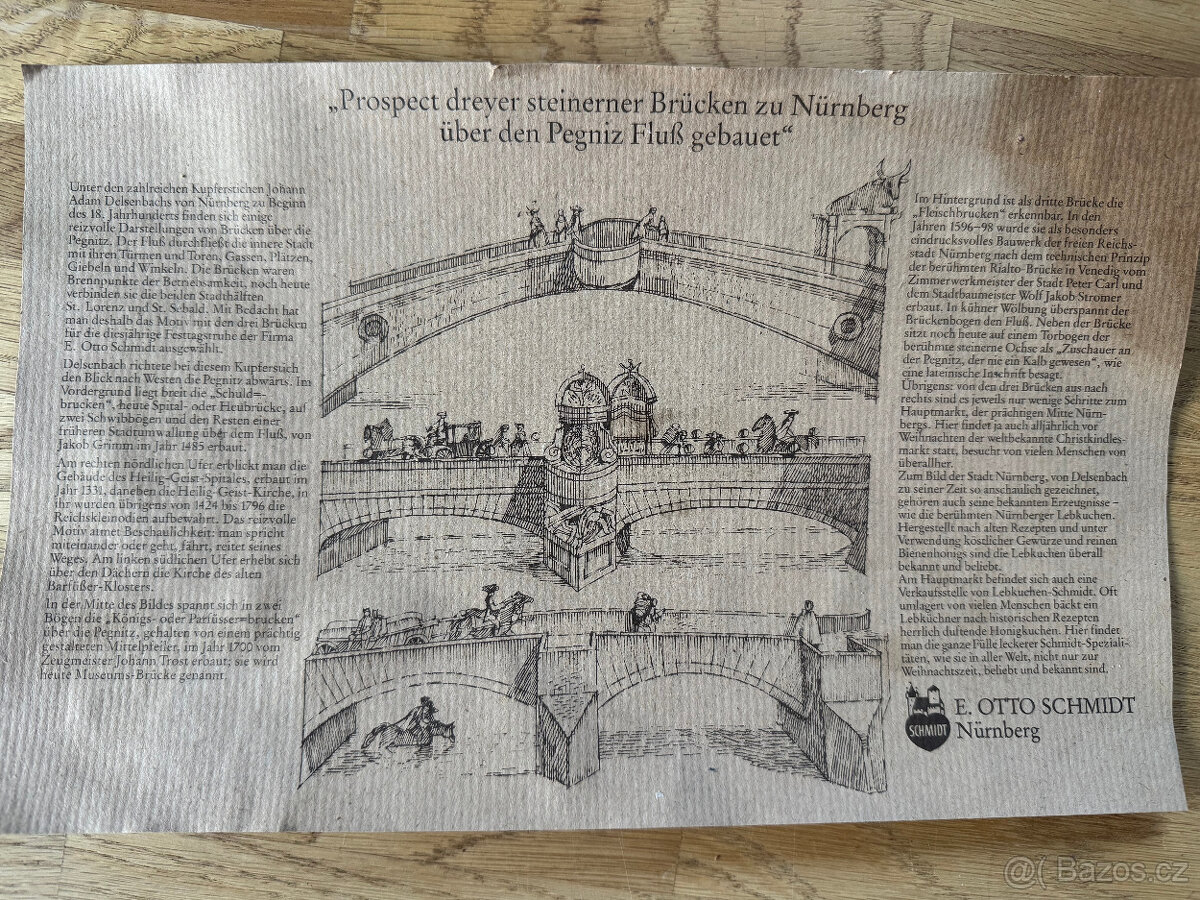 „Prospect dreyer steinerner Brücken zu Nürnberg
über den Pegniz Fluß gebauet“
Unter den zahlreichen Kupferstichen Johann
Adam Delsenbachs von Nürnberg zu Beginn
des 18. Jahrhunderts finden sich einige
reizvolle Darstellungen von Brücken über die
Pegnitz. Der Fluß durchfließt die innere Stadt
mit ihren Türmen und Toren, Gassen, Plätzen,
Giebeln und Winkeln. Die Brücken waren
Brennpunkte der Betriebsamkeit, noch heute
verbinden sie die beiden Stadthälften
St. Lorenz und St. Sebald. Mit Bedacht hat
man deshalb das Motiv mit den drei Brücken
für die diesjährige Festtagstruhe der Firma
E. Otto Schmidt ausgewählt.
Delsenbach richtete bei diesem Kupferstich
den Blick nach Westen die Pegnitz abwärts. Im
Vordergrund liegt breit die „Schuld=
brucken“, heute Spital- oder Heubrücke, auf
zwei Schwibbögen und den Resten einer
früheren Stadtumwallung über dem Fluß, von
Jakob Grimm im Jahr 1485 erbaut.
Am rechten nördlichen Ufer erblickt man die
Gebäude des Heilig-Geist-Spitales, erbaut im
Jahr 1331, daneben die Heilig-Geist-Kirche, in
ihr wurden übrigens von 1424 bis 1796 die
Reichskleinodien aufbewahrt. Das reizvolle
Motiv atmet Beschaulichkeit: man spricht
miteinander oder geht, fährt, reitet seines
Weges. Am linken südlichen Ufer erhebt sich
über den Dächern die Kirche des alten
Barfüßer-Klosters.
In der Mitte des Bildes spannt sich in zwei
Bögen die „Königs- oder Parfüsser=brucken“
über die Pegnitz, gehalten von einem prächtig
gestalteten Mittelpfeiler, im Jahr 1700 vom
Zeugmeister Johann Trost erbaut; sie wird
heute Museums-Brücke genannt.
Im Hintergrund ist als dritte Brücke die
„Fleischbrucken“ erkennbar. In den
Jahren 1596–98 wurde sie als besonders
eindrucksvolles Bauwerk der freien Reichs-
stadt Nürnberg nach dem technischen Prinzip
der berühmten Rialto-Brücke in Venedig vom
Zimmerwerkmeister der Stadt Peter Carl und
dem Stadtbaumeister Wolf Jakob Stromer
erbaut. In kühner Wölbung überspannt der
Brückenbogen den Fluß. Neben der Brücke
sitzt noch heute auf einem Torbogen der
berühmte steinerne Ochse als „Zuschauer an
der Pegnitz, der nie ein Kalb gewesen“, wie
eine lateinische Inschrift besagt.
Übrigens: von den drei Brücken aus nach
rechts sind es jeweils nur wenige Schritte zum
Hauptmarkt, der prächtigen Mitte Nürn-
bergs. Hier findet ja auch alljährlich vor
Weihnachten der weltbekannte Christkindles-
markt statt, besucht von vielen Menschen von
überallher.
Zum Bild der Stadt Nürnberg, von Delsenbach
zu seiner Zeit so anschaulich gezeichnet,
gehören auch seine bekannten Erzeugnisse –
wie die berühmten Nürnberger Lebkuchen.
Hergestellt nach alten Rezepten und unter
Verwendung köstlicher Gewürze und reinen
Bienenhonigs sind die Lebkuchen überall
bekannt und beliebt.
Am Hauptmarkt befindet sich auch eine
Verkaufsstelle von Lebkuchen-Schmidt. Oft
umlagert von vielen Menschen bäckt ein
Lebküchner nach historischen Rezepten
herrlich duftende Honigkuchen. Hier findet
man die ganze Fülle leckerer Schmidt-Speziali-
täten, wie sie in aller Welt, nicht nur zur
Weihnachtszeit, beliebt und bekannt sind.
SCHMIDT
E. OTTO SCHMIDT
Nürnberg
@( Bazos.cz